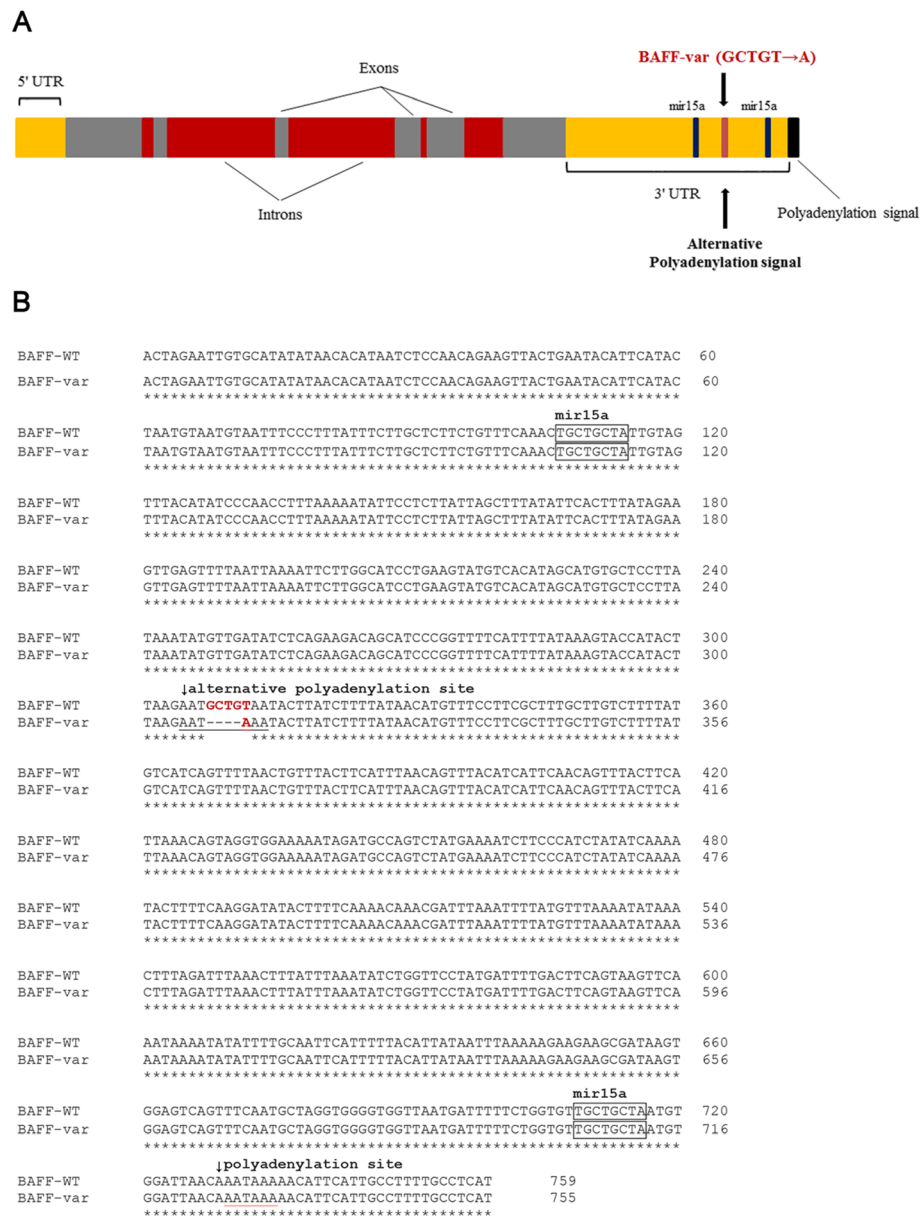 A
BAFF-var (GCTGT→A)
5' UTR
Exons
mir15a
mir15a
3' UTR
Introns
Polyadenylation signal
Alternative
Polyadenylation signal
B
BAFF-WT ACTAGAATTGTGCATATATAACACATAATCTCCAACAGAAGTTACTGAATACATTCATAC 60
BAFF-var ACTAGAATTGTGCATATATAACACATAATCTCCAACAGAAGTTACTGAATACATTCATAC 60
************************************************************
mir15a
BAFF-WT TAATGTAATGTAATTTCCCTTTATTTCTTGCTCTTCTGTTTCAAACTGCTGCTATTGTAG 120
BAFF-var TAATGTAATGTAATTTCCCTTTATTTCTTGCTCTTCTGTTTCAAACTGCTGCTATTGTAG 120
************************************************************
BAFF-WT TTTACATATCCCAACCTTTAAAAATATTCCTCTTATTAGCTTTATATTCACTTTATAGAA 180
BAFF-var TTTACATATCCCAACCTTTAAAAATATTCCTCTTATTAGCTTTATATTCACTTTATAGAA 180
************************************************************
BAFF-WT GTTGAGTTTTAATTAAAATTCTTGGCATCCTGAAGTATGTCACATAGCATGTGCTCCTTA 240
BAFF-var GTTGAGTTTTAATTAAAATTCTTGGCATCCTGAAGTATGTCACATAGCATGTGCTCCTTA 240
************************************************************
BAFF-WT TAAATATGTTGATATCTCAGAAGACAGCATCCCGGTTTTCATTTTATAAAGTACCATACT 300
BAFF-var TAAATATGTTGATATCTCAGAAGACAGCATCCCGGTTTTCATTTTATAAAGTACCATACT 300
************************************************************
↓alternative polyadenylation site
BAFF-WT TAAGAATGCTGTAATACTTATCTTTTATAACATGTTTCCTTCGCTTTGCTTGTCTTTTAT 360
BAFF-var TAAGAAT----AAATACTTATCTTTTATAACATGTTTCCTTCGCTTTGCTTGTCTTTTAT 356
******* ************************************************
BAFF-WT GTCATCAGTTTTAACTGTTTACTTCATTTAACAGTTTACATCATTCAACAGTTTACTTCA 420
BAFF-var GTCATCAGTTTTAACTGTTTACTTCATTTAACAGTTTACATCATTCAACAGTTTACTTCA 416
************************************************************
BAFF-WT TTAAACAGTAGGTGGAAAAATAGATGCCAGTCTATGAAAATCTTCCCATCTATATCAAAA 480
BAFF-var TTAAACAGTAGGTGGAAAAATAGATGCCAGTCTATGAAAATCTTCCCATCTATATCAAAA 476
************************************************************
BAFF-WT TACTTTTCAAGGATATACTTTTCAAAACAAACGATTTAAATTTTATGTTTAAAATATAAA 540
BAFF-var TACTTTTCAAGGATATACTTTTCAAAACAAACGATTTAAATTTTATGTTTAAAATATAAA 536
************************************************************
BAFF-WT CTTTAGATTTAAACTTTATTTAAATATCTGGTTCCTATGATTTTGACTTCAGTAAGTTCA 600
BAFF-var CTTTAGATTTAAACTTTATTTAAATATCTGGTTCCTATGATTTTGACTTCAGTAAGTTCA 596
************************************************************
BAFF-WT AATAAAATATATTTTGCAATTCATTTTTACATTATAATTTAAAAAGAAGAAGCGATAAGT 660
BAFF-var AATAAAATATATTTTGCAATTCATTTTTACATTATAATTTAAAAAGAAGAAGCGATAAGT 656
************************************************************
mir15a
BAFF-WT GGAGTCAGTTTCAATGCTAGGTGGGGTGGTTAATGATTTTTCTGGTGTTGCTGCTAATGT 720
BAFF-var GGAGTCAGTTTCAATGCTAGGTGGGGTGGTTAATGATTTTTCTGGTGTTGCTGCTAATGT 716
************************************************************
↓polyadenylation site
BAFF-WT GGATTAACAAATAAAAACATTCATTGCCTTTTGCCTCAT 759
BAFF-var GGATTAACAAATAAAAACATTCATTGCCTTTTGCCTCAT 755
***************************************